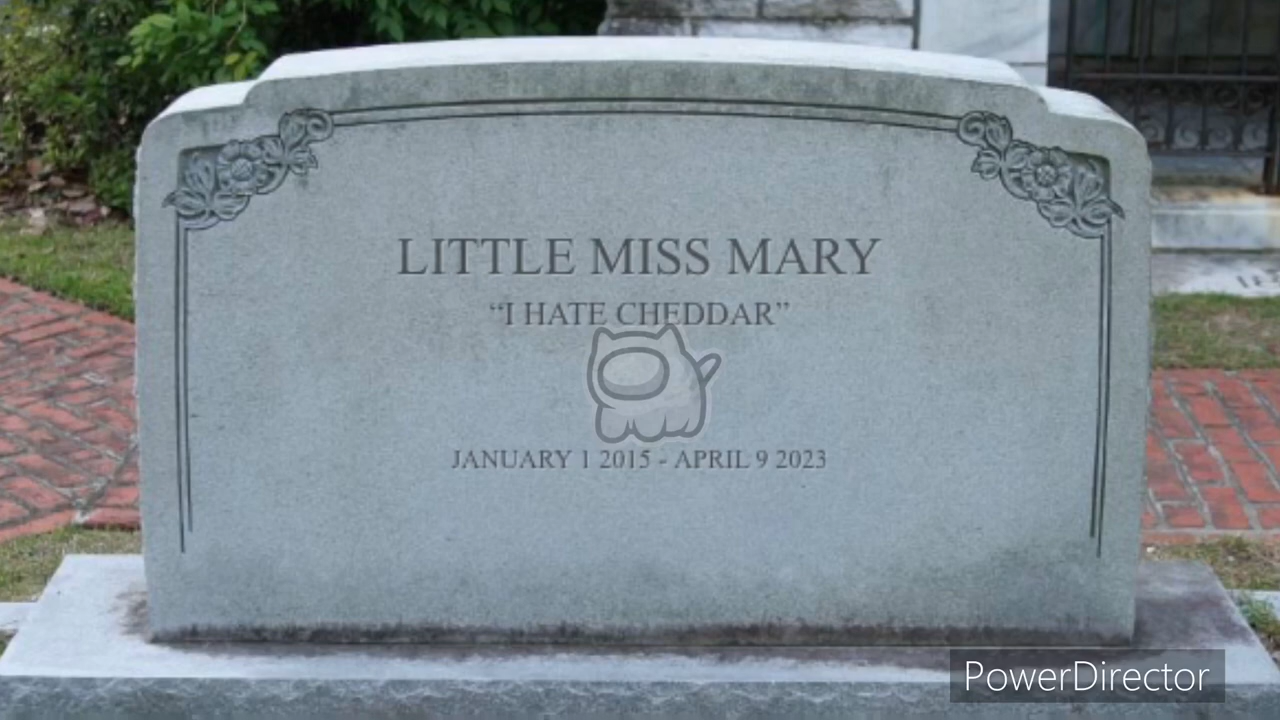 LITTLE MISS MARY
“I HATE CHEDDAR”
JANUARY 1 2015 - APRIL 9 2023
PowerDirector